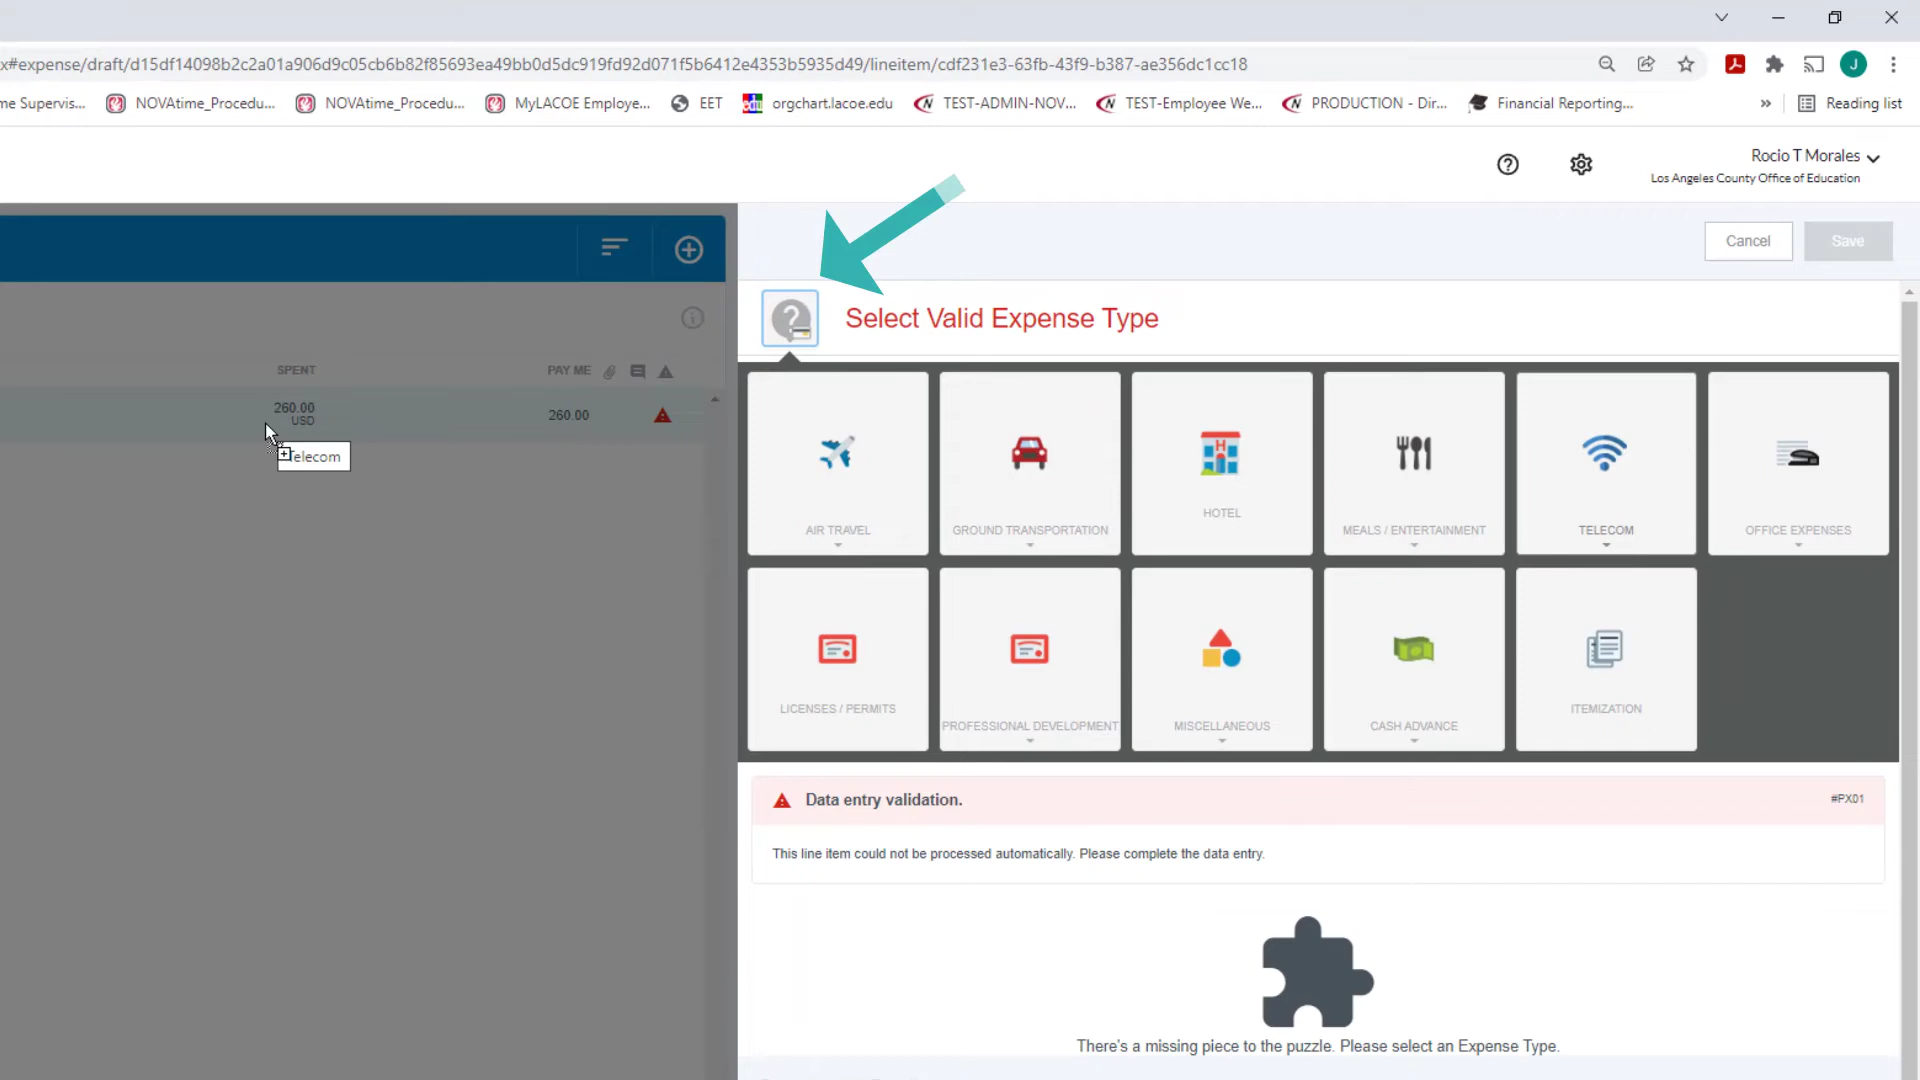 x#expense/draft/d15df14098b2c2a01a906d9c05cb6b82f85693ea49bb0d5dc919fd92d071f5b6412e4353b5935d49/lineitem/cdf231e3-63fb-43f9-b387-ae356dc1cc18
J
me Supervis... NOVAtime_Procedu... NOVAtime_Procedu... MyLACOE Employe... EET orgchart.lacoe.edu TEST-ADMIN-NOV... TEST-Employee We... PRODUCTION - Dir... Financial Reporting... » Reading list
Rocio T Morales
Los Angeles County Office of Education
Cancel Save
Select Valid Expense Type
SPENT PAY ME
260.00 260.00
USD
Telecom
AIR TRAVEL GROUND TRANSPORTATION HOTEL MEALS / ENTERTAINMENT TELECOM OFFICE EXPENSES
LICENSES / PERMITS PROFESSIONAL DEVELOPMENT MISCELLANEOUS CASH ADVANCE ITEMIZATION
Data entry validation. #PX01
This line item could not be processed automatically. Please complete the data entry.
There's a missing piece to the puzzle. Please select an Expense Type.